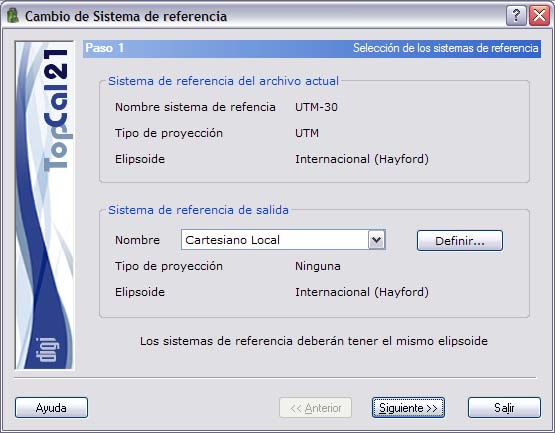 Cambio de Sistema de referencia
Paso 1 Selección de los sistemas de referencia
Sistema de referencia del archivo actual
Nombre sistema de refencia UTM-30
Tipo de proyección UTM
Elipsoide Internacional (Hayford)
Sistema de referencia de salida
Nombre Cartesiano Local Definir...
Tipo de proyección Ninguna
Elipsoide Internacional (Hayford)
Los sistemas de referencia deberán tener el mismo elipsoide
digi TopCal 21
Ayuda << Anterior Siguiente >> Salir